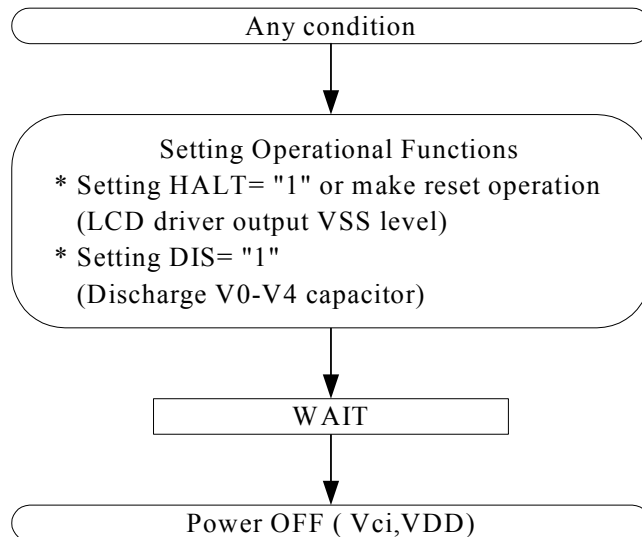 Any condition
Setting Operational Functions
* Setting HALT= "1" or make reset operation
(LCD driver output VSS level)
* Setting DIS= "1"
(Discharge V0-V4 capacitor)
WAIT
Power OFF ( Vci,VDD)